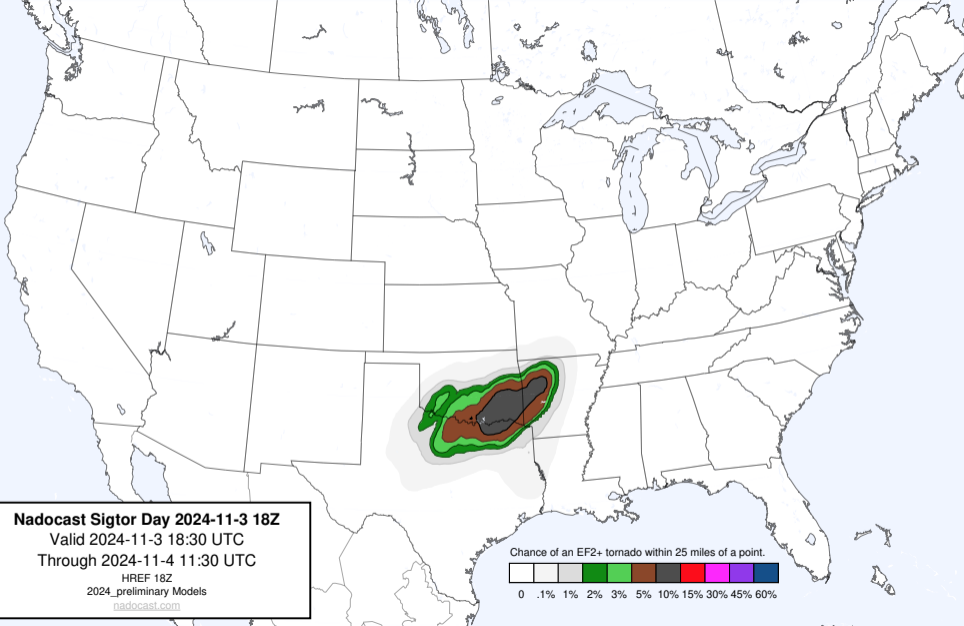 Nadocast Sigtor Day 2024-11-3 18Z
Valid 2024-11-3 18:30 UTC
Through 2024-11-4 11:30 UTC
HREF 18Z
2024_preliminary Models
nadocast.com
Chance of an EF2+ tornado within 25 miles of a point.
0 .1% 1% 2% 3% 5% 10% 15% 30% 45% 60%